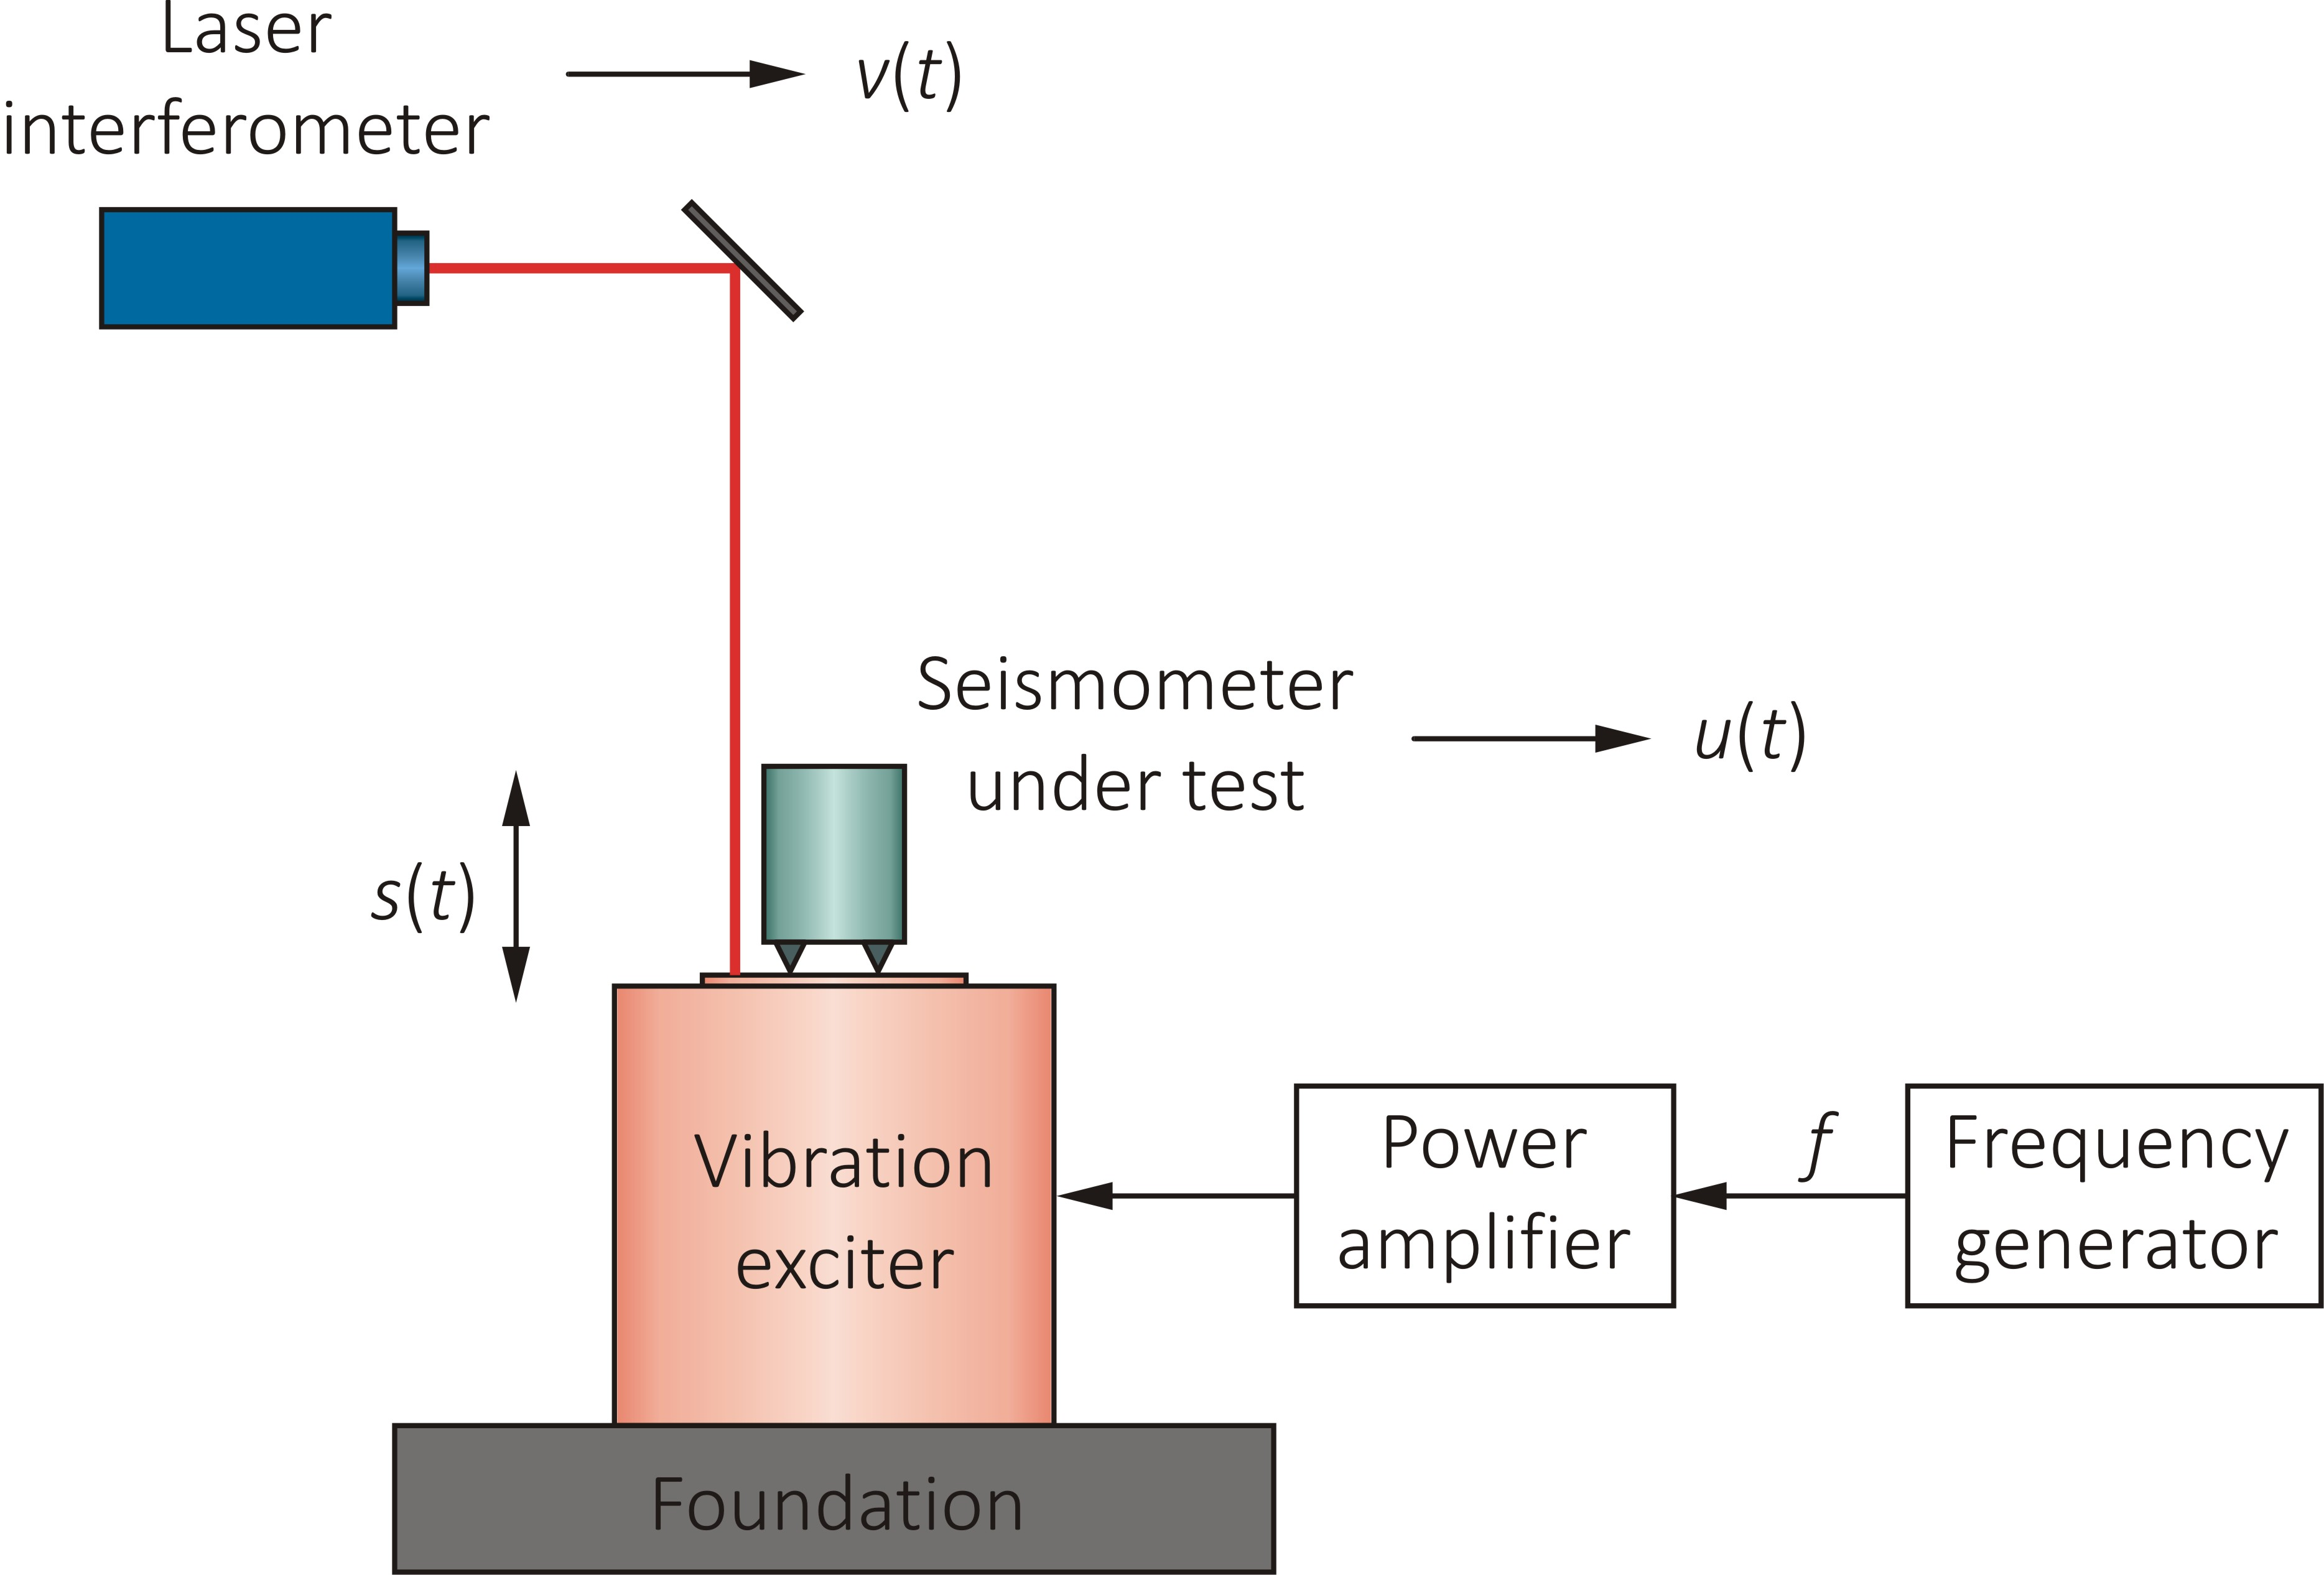 Laser
interferometer
v(t)
Seismometer
under test
u(t)
s(t)
Vibration
exciter
Power
amplifier
f
Frequency
generator
Foundation